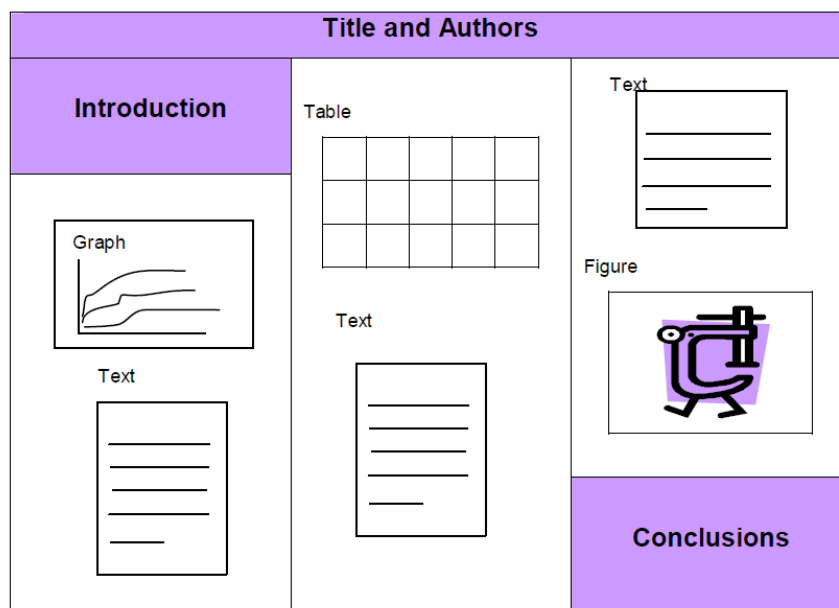 Title and Authors
Introduction
Graph
Text
Table
Text
Text
Figure
Conclusions